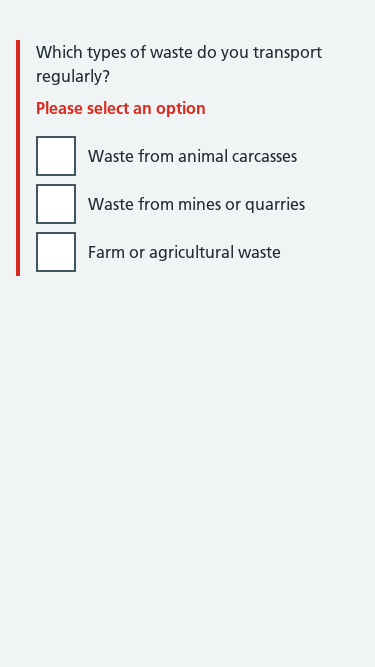 Which types of waste do you transport
regularly?
Please select an option
Waste from animal carcasses
Waste from mines or quarries
Farm or agricultural waste